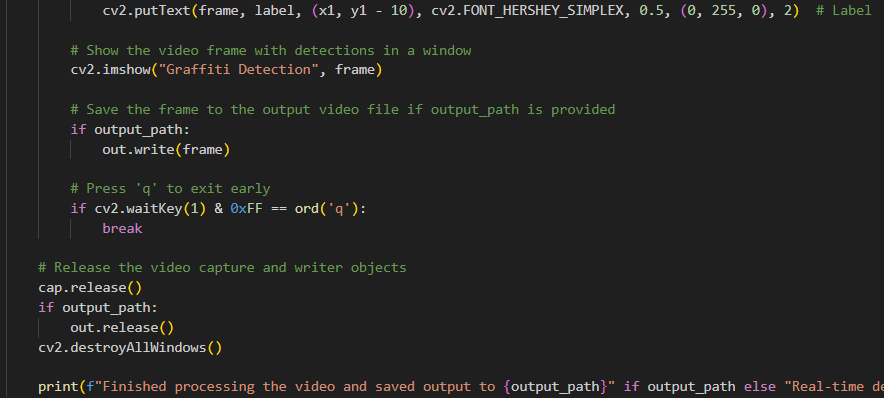 cv2.putText(frame, label, (x1, y1 - 10), cv2.FONT_HERSHEY_SIMPLEX, 0.5, (0, 255, 0), 2)  # Label
# Show the video frame with detections in a window
cv2.imshow("Graffiti Detection", frame)
# Save the frame to the output video file if output_path is provided
if output_path:
out.write(frame)
# Press 'q' to exit early
if cv2.waitKey(1) & 0xFF == ord('q'):
break
# Release the video capture and writer objects
cap.release()
if output_path:
out.release()
cv2.destroyAllWindows()
print(f"Finished processing the video and saved output to {output_path}" if output_path else "Real-time de